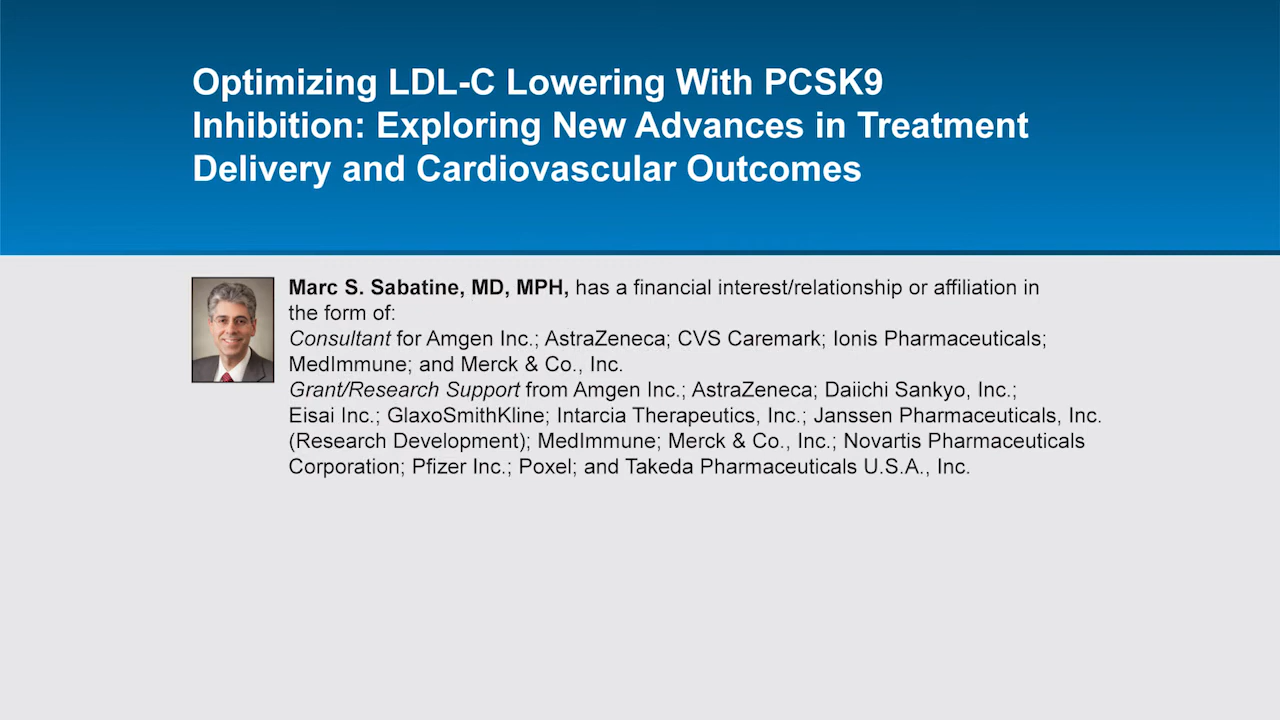 Optimizing LDL-C Lowering With PCSK9
Inhibition: Exploring New Advances in Treatment
Delivery and Cardiovascular Outcomes
Marc S. Sabatine, MD, MPH, has a financial interest/relationship or affiliation in
the form of:
Consultant for Amgen Inc.; AstraZeneca; CVS Caremark; Ionis Pharmaceuticals;
MedImmune; and Merck & Co., Inc.
Grant/Research Support from Amgen Inc.; AstraZeneca; Daiichi Sankyo, Inc.;
Eisai Inc.; GlaxoSmithKline; Intarcia Therapeutics, Inc.; Janssen Pharmaceuticals, Inc.
(Research Development); MedImmune; Merck & Co., Inc.; Novartis Pharmaceuticals
Corporation; Pfizer Inc.; Poxel; and Takeda Pharmaceuticals U.S.A., Inc.